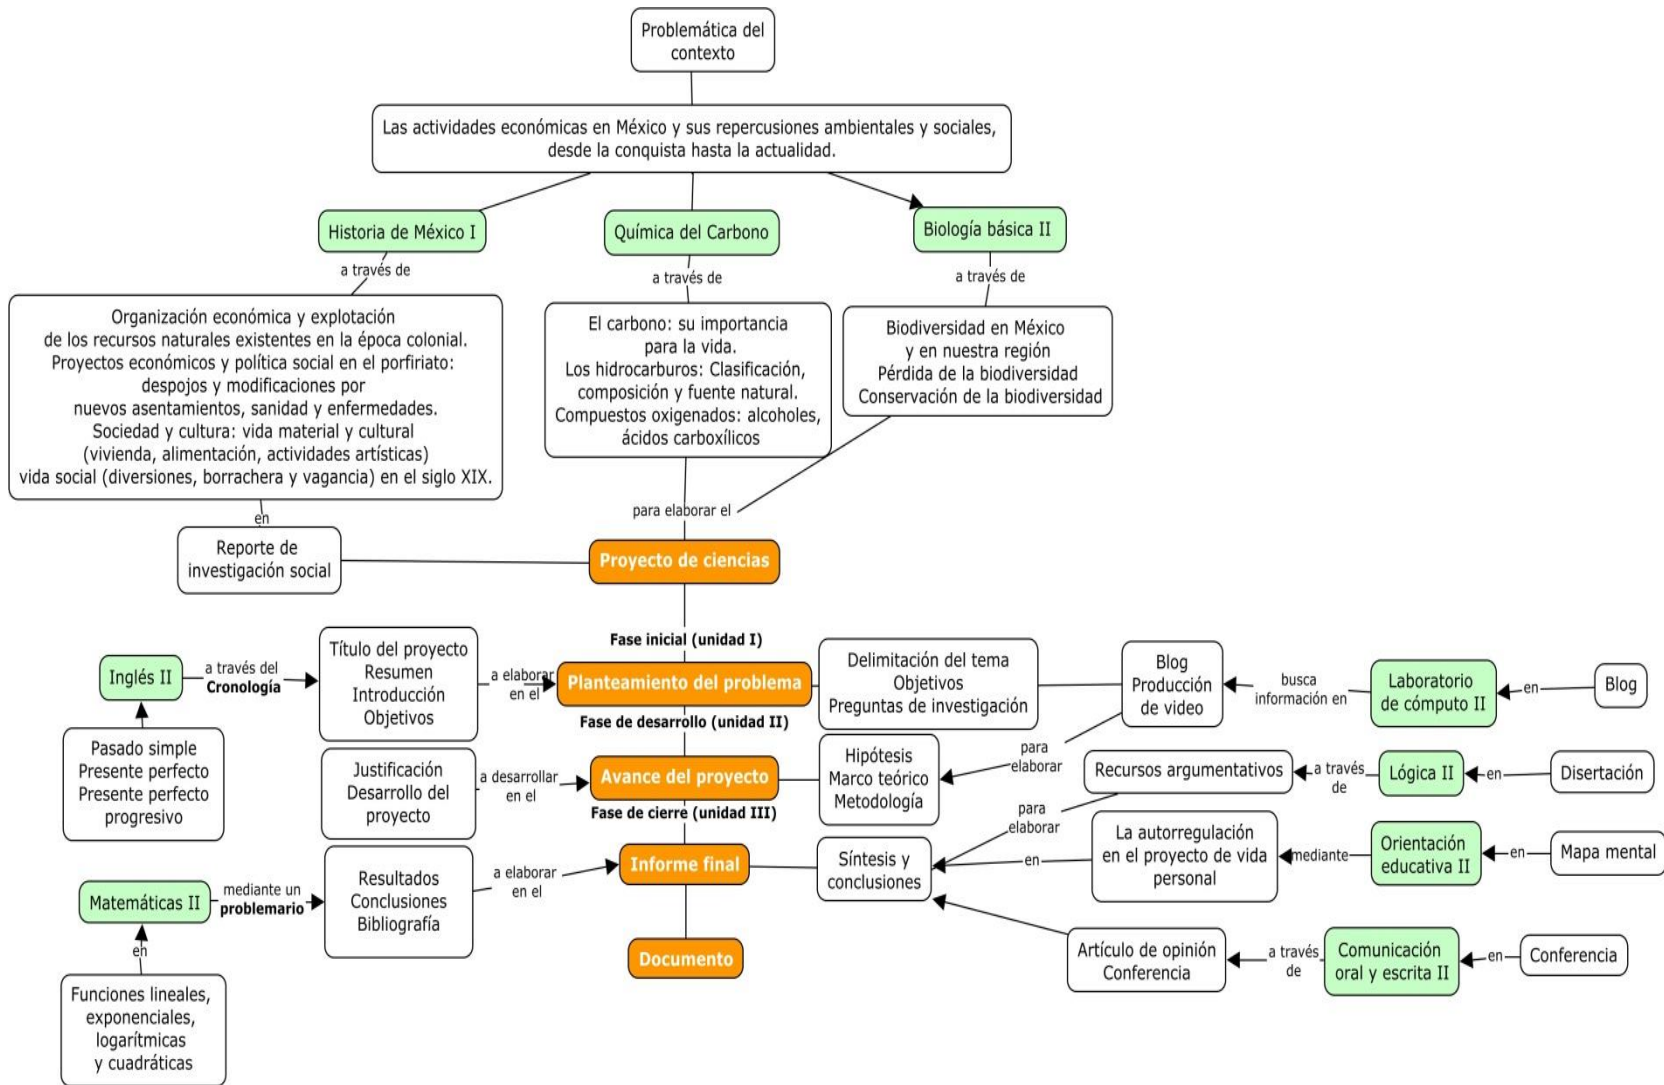 Problemática del
contexto
Las actividades económicas en México y sus repercusiones ambientales y sociales,
desde la conquista hasta la actualidad.
Historia de México I
Química del Carbono
Biología básica II
a través de
a través de
a través de
Organización económica y explotación
de los recursos naturales existentes en la época colonial.
Proyectos económicos y política social en el porfiriato:
despojos y modificaciones por
nuevos asentamientos, sanidad y enfermedades.
Sociedad y cultura: vida material y cultural
(vivienda, alimentación, actividades artísticas)
vida social (diversiones, borrachera y vagancia) en el siglo XIX.
El carbono: su importancia
para la vida.
Los hidrocarburos: Clasificación,
composición y fuente natural.
Compuestos oxigenados: alcoholes,
ácidos carboxílicos
Biodiversidad en México
y en nuestra región
Pérdida de la biodiversidad
Conservación de la biodiversidad
en
para elaborar el
Reporte de
investigación social
Proyecto de ciencias
Fase inicial (unidad I)
Inglés II
a través del
Cronología
Título del proyecto
Resumen
Introducción
Objetivos
a elaborar
en el
Planteamiento del problema
Delimitación del tema
Objetivos
Preguntas de investigación
Blog
Producción
de video
busca
información en
Laboratorio
de cómputo II
en
Blog
Fase de desarrollo (unidad II)
Pasado simple
Presente perfecto
Presente perfecto
progresivo
Justificación
Desarrollo del
proyecto
a desarrollar
en el
Avance del proyecto
Hipótesis
Marco teórico
Metodología
para
elaborar
Recursos argumentativos
a través
de
Lógica II
en
Disertación
Fase de cierre (unidad III)
para
elaborar
Matemáticas II
mediante un
problemario
Resultados
Conclusiones
Bibliografía
a elaborar
en el
Informe final
Síntesis y
conclusiones
en
La autorregulación
en el proyecto de vida
personal
mediante
Orientación
educativa II
en
Mapa mental
en
Documento
Artículo de opinión
Conferencia
a través
de
Comunicación
oral y escrita II
en
Conferencia
Funciones lineales,
exponenciales,
logarítmicas
y cuadráticas